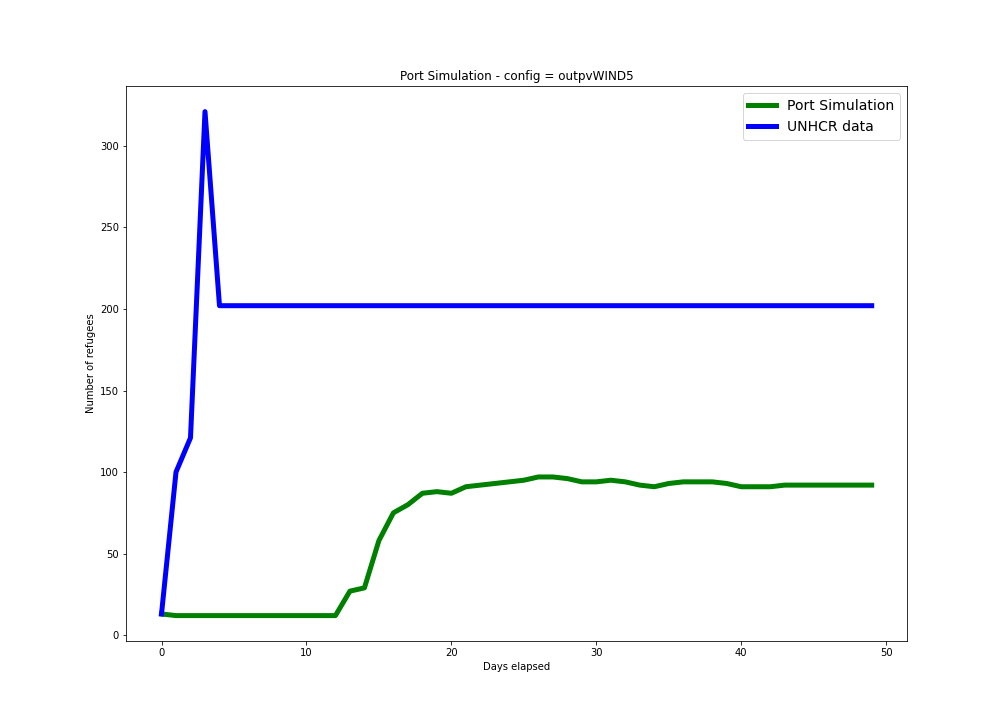 Port Simulation - config = outpvWIND5
Port Simulation
UNHCR data
Number of refugees
300
250
200
150
100
50
0
0 10 20 30 40 50
Days elapsed